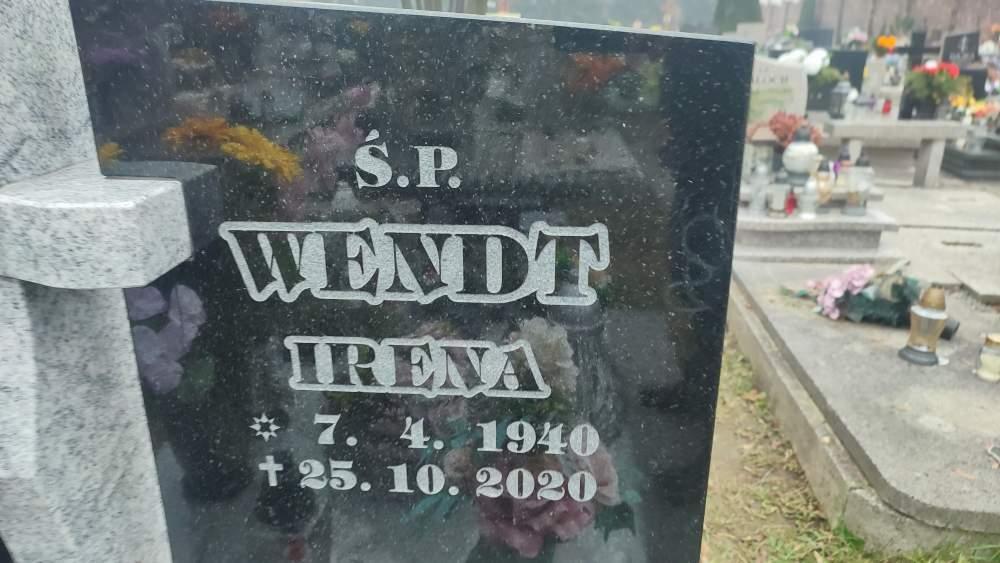 Ś.P.
WENDT
IRENA
7. 4. 1940
25. 10. 2020